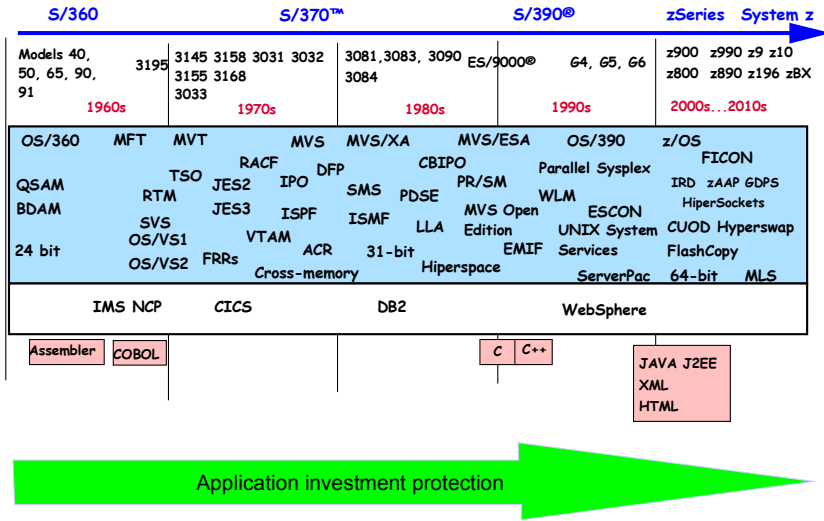 S/360 S/370™ S/390® zSeries System z
Models 40, 50, 65, 90, 91
3195
3145 3158 3031 3032
3155 3168
3033
3081,3083, 3090
3084
ES/9000®
G4, G5, G6
z900 z990 z9 z10
z800 z890 z196 zBX
1960s 1970s 1980s 1990s 2000s...2010s
OS/360 MFT MVT MVS MVS/XA MVS/ESA OS/390 z/OS
QSAM
BDAM
24 bit
RTM
SVS
OS/VS1
OS/VS2
TSO
RACF
DFP
JES2
IPO
JES3
ISPF
VTAM
FRRs
ACR
Cross-memory
CBIPO
SMS
PDSE
PR/SM
ISMF
LLA
31-bit
Hiperspace
MVS Open
Edition
EMIF
Parallel Sysplex
WLM
ESCON
UNIX System
Services
ServerPac
FICON
IRD zAAP GDPS
HiperSockets
CUOD Hyperswap
FlashCopy
64-bit MLS
IMS NCP CICS DB2 WebSphere
Assembler COBOL C C++
JAVA J2EE
XML
HTML
Application investment protection